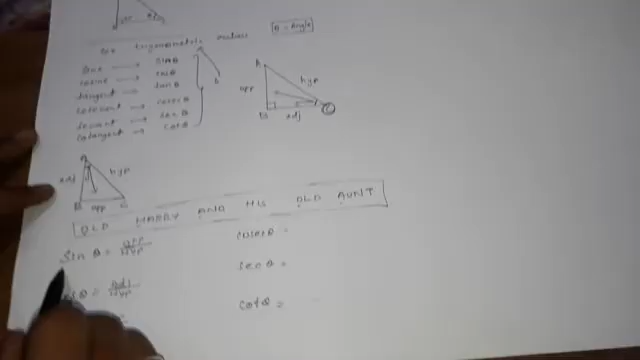 B
θ = Angle
six trigonometric ratios
Sine → Sinθ
cosine → cosθ
tangent → tanθ
cosecant → cosecθ
secant → secθ
cotangent → cotθ
A
opp
hyp
B
adj
C
A
adj
hyp
B
opp
C
OLD HARRY AND HIS OLD AUNT
Sin θ = opp/Hyp
cosecθ =
cos θ = Adj/Hyp
secθ =
cotθ =